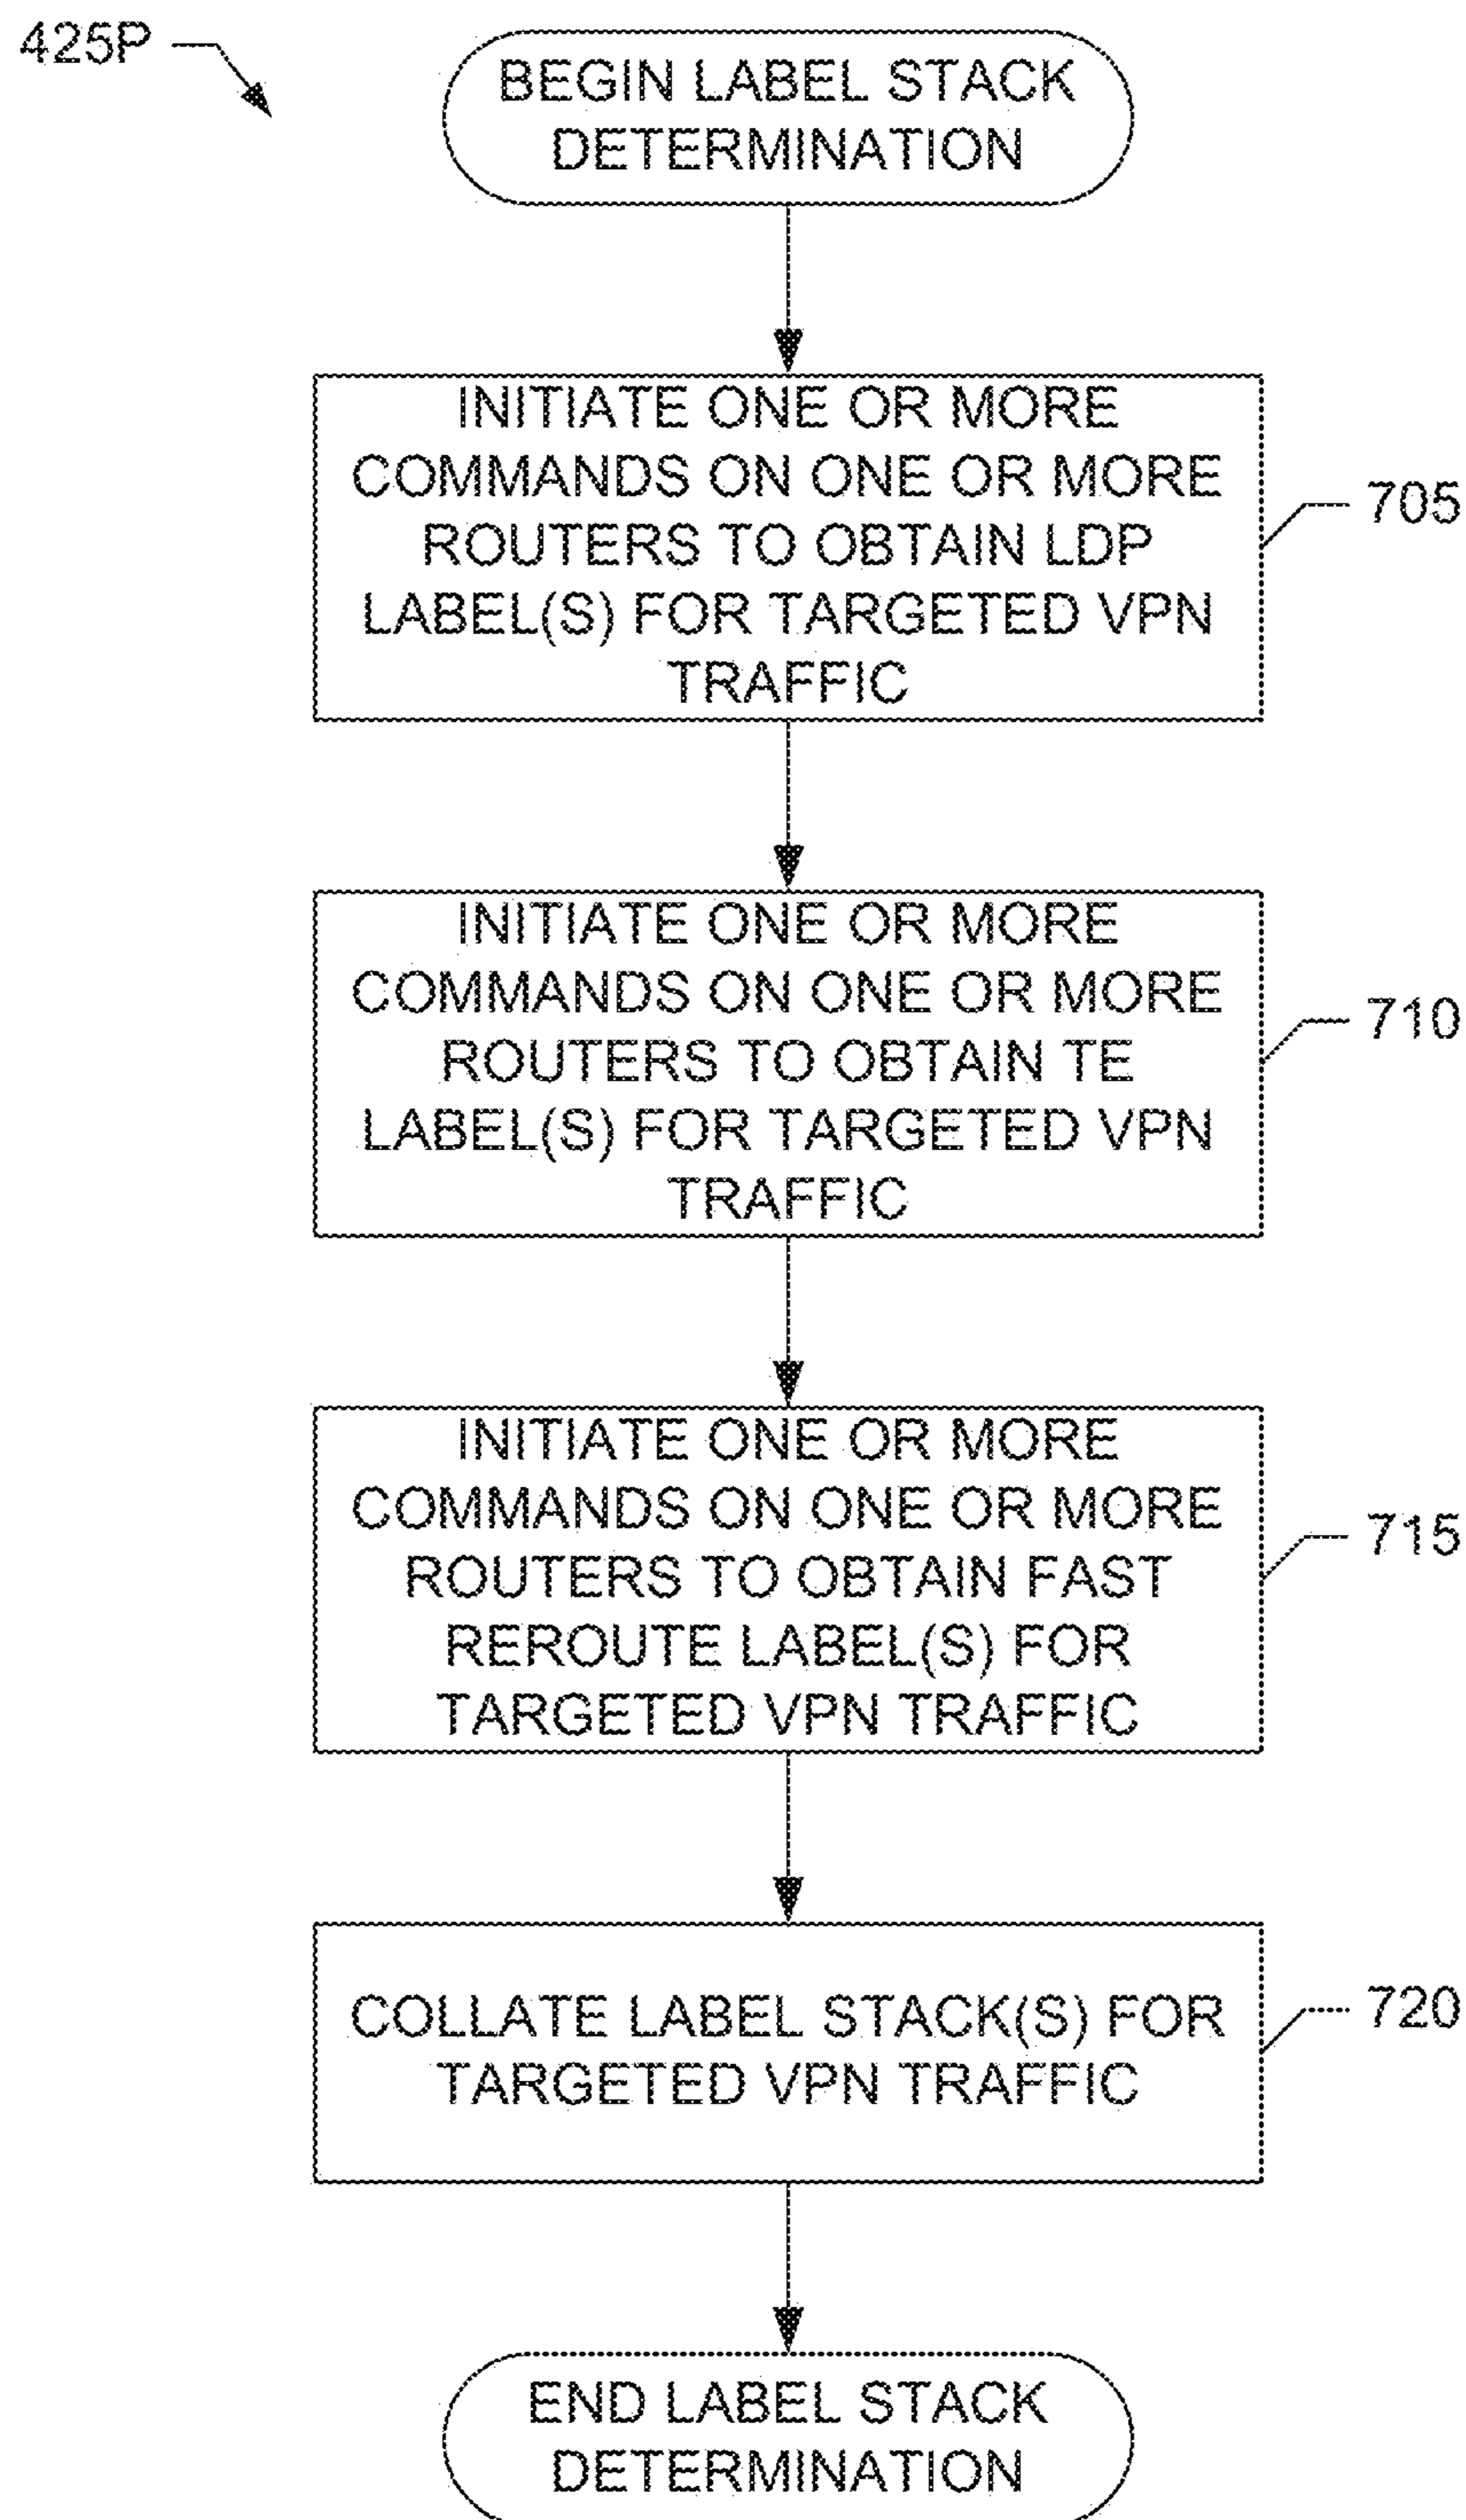 425P
BEGIN LABEL STACK
DETERMINATION
INITIATE ONE OR MORE
COMMANDS ON ONE OR MORE
ROUTERS TO OBTAIN LDP
LABEL(S) FOR TARGETED VPN
TRAFFIC
705
INITIATE ONE OR MORE
COMMANDS ON ONE OR MORE
ROUTERS TO OBTAIN TE
LABEL(S) FOR TARGETED VPN
TRAFFIC
710
INITIATE ONE OR MORE
COMMANDS ON ONE OR MORE
ROUTERS TO OBTAIN FAST
REROUTE LABEL(S) FOR
TARGETED VPN TRAFFIC
715
COLLATE LABEL STACK(S) FOR
TARGETED VPN TRAFFIC
720
END LABEL STACK
DETERMINATION